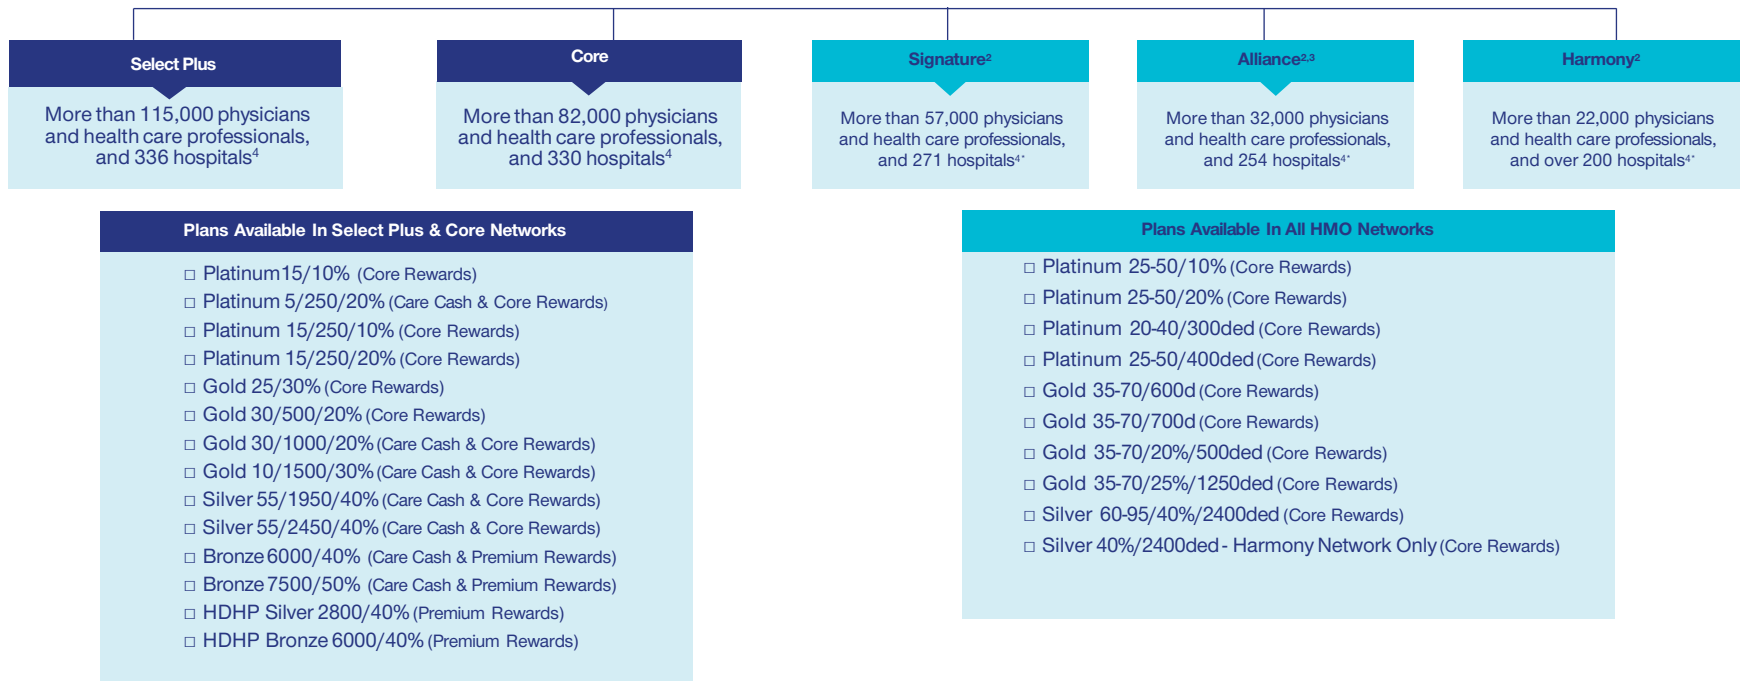 Select Plus
More than 115,000 physicians
and health care professionals,
and 336 hospitals⁴
Core
More than 82,000 physicians
and health care professionals,
and 330 hospitals⁴
Signature²
More than 57,000 physicians
and health care professionals,
and 271 hospitals⁴*
Alliance²,³
More than 32,000 physicians
and health care professionals,
and 254 hospitals⁴*
Harmony²
More than 22,000 physicians
and health care professionals,
and over 200 hospitals⁴*
Plans Available In Select Plus & Core Networks
□ Platinum15/10% (Core Rewards)
□ Platinum 5/250/20% (Care Cash & Core Rewards)
□ Platinum 15/250/10% (Core Rewards)
□ Platinum 15/250/20% (Core Rewards)
□ Gold 25/30% (Core Rewards)
□ Gold 30/500/20% (Core Rewards)
□ Gold 30/1000/20% (Care Cash & Core Rewards)
□ Gold 10/1500/30% (Care Cash & Core Rewards)
□ Silver 55/1950/40% (Care Cash & Core Rewards)
□ Silver 55/2450/40% (Care Cash & Core Rewards)
□ Bronze 6000/40% (Care Cash & Premium Rewards)
□ Bronze 7500/50% (Care Cash & Premium Rewards)
□ HDHP Silver 2800/40% (Premium Rewards)
□ HDHP Bronze 6000/40% (Premium Rewards)
Plans Available In All HMO Networks
□ Platinum 25-50/10% (Core Rewards)
□ Platinum 25-50/20% (Core Rewards)
□ Platinum 20-40/300ded (Core Rewards)
□ Platinum 25-50/400ded (Core Rewards)
□ Gold 35-70/600d (Core Rewards)
□ Gold 35-70/700d (Core Rewards)
□ Gold 35-70/20%/500ded (Core Rewards)
□ Gold 35-70/25%/1250ded (Core Rewards)
□ Silver 60-95/40%/2400ded (Core Rewards)
□ Silver 40%/2400ded - Harmony Network Only (Core Rewards)